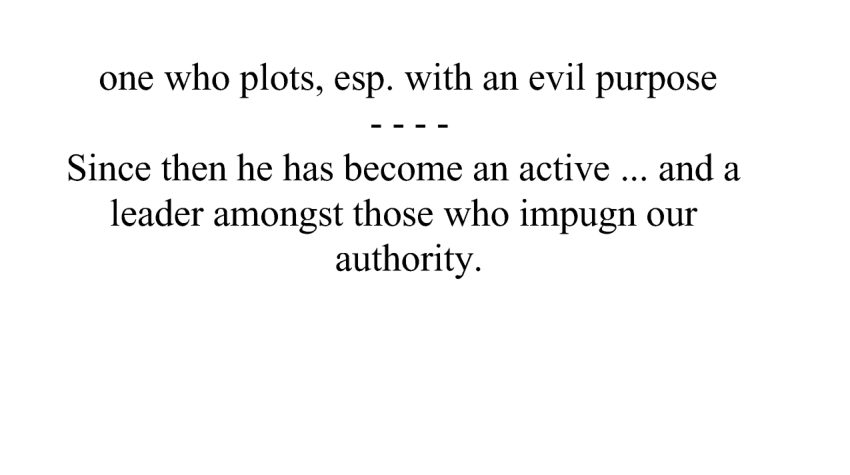 one who plots, esp. with an evil purpose
- - - -
Since then he has become an active ... and a
leader amongst those who impugn our
authority.